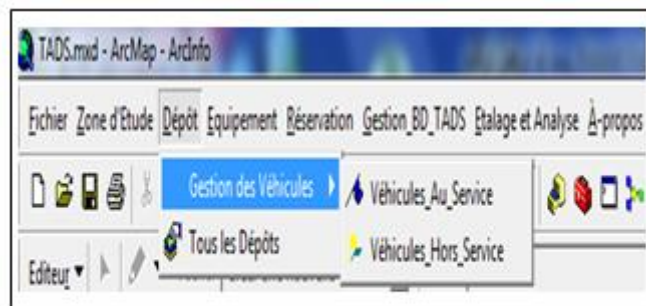 TADS.mxd - ArcMap - ArcInfo
Fichier Zone d'Etude Dépôt Equipement Réservation Gestion_BD_TADS Etalage et Analyse À-propos
Gestion des Véhicules
Véhicules_Au_Service
Tous les Dépôts
Véhicules_Hors_Service
Editeur